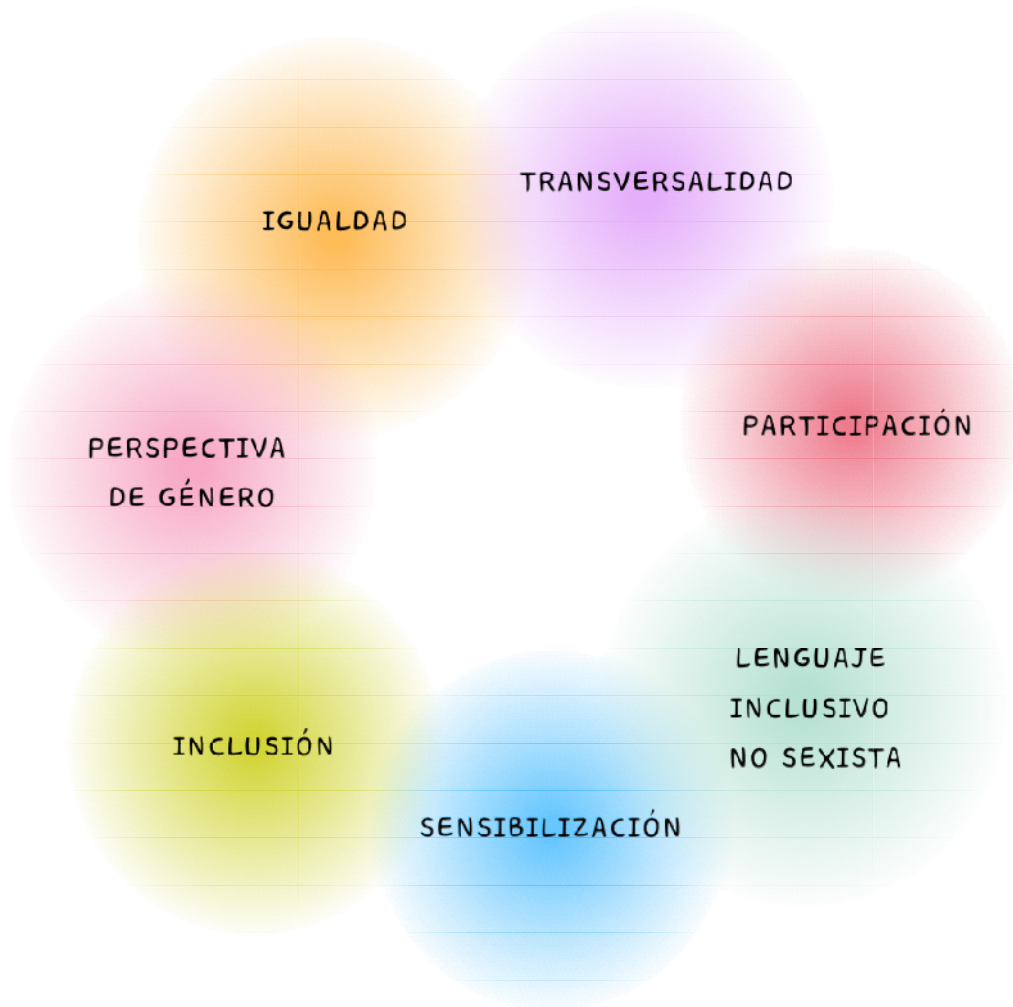 TRANSVERSALIDAD
IGUALDAD
PARTICIPACIÓN
PERSPECTIVA
DE GÉNERO
LENGUAJE
INCLUSIVO
NO SEXISTA
INCLUSIÓN
SENSIBILIZACIÓN